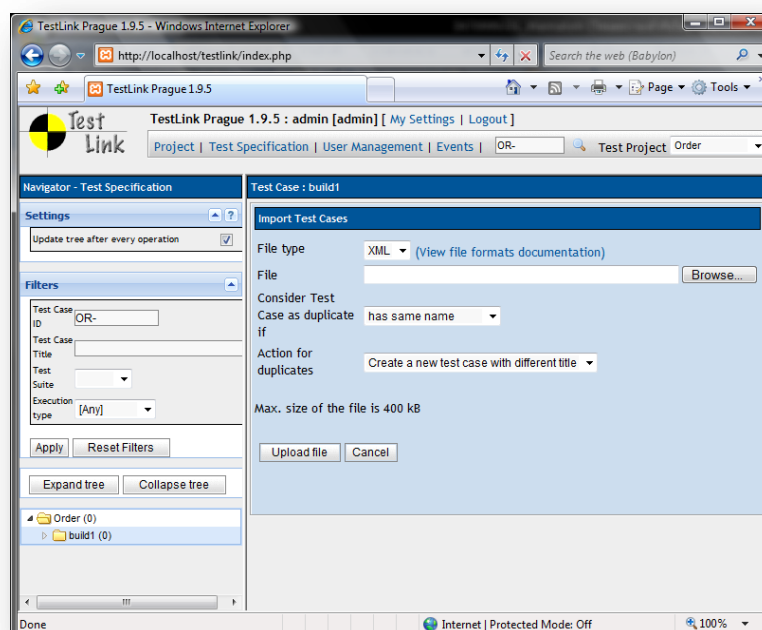 TestLink Prague 1.9.5 - Windows Internet Explorer
http://localhost/testlink/index.php
Search the web (Babylon)
TestLink Prague 1.9.5
Page
Tools
Test Link
TestLink Prague 1.9.5 : admin [admin] [ My Settings | Logout ]
Project | Test Specification | User Management | Events | OR- Test Project Order
Navigator - Test Specification
Settings ?
Update tree after every operation
Filters
Test Case ID OR-
Test Case Title
Test Suite
Execution type [Any]
Apply Reset Filters
Expand tree Collapse tree
Order (0)
build1 (0)
Test Case : build1
Import Test Cases
File type XML (View file formats documentation)
File Browse...
Consider Test Case as duplicate if has same name
Action for duplicates Create a new test case with different title
Max. size of the file is 400 kB
Upload file Cancel
Done Internet | Protected Mode: Off 100%